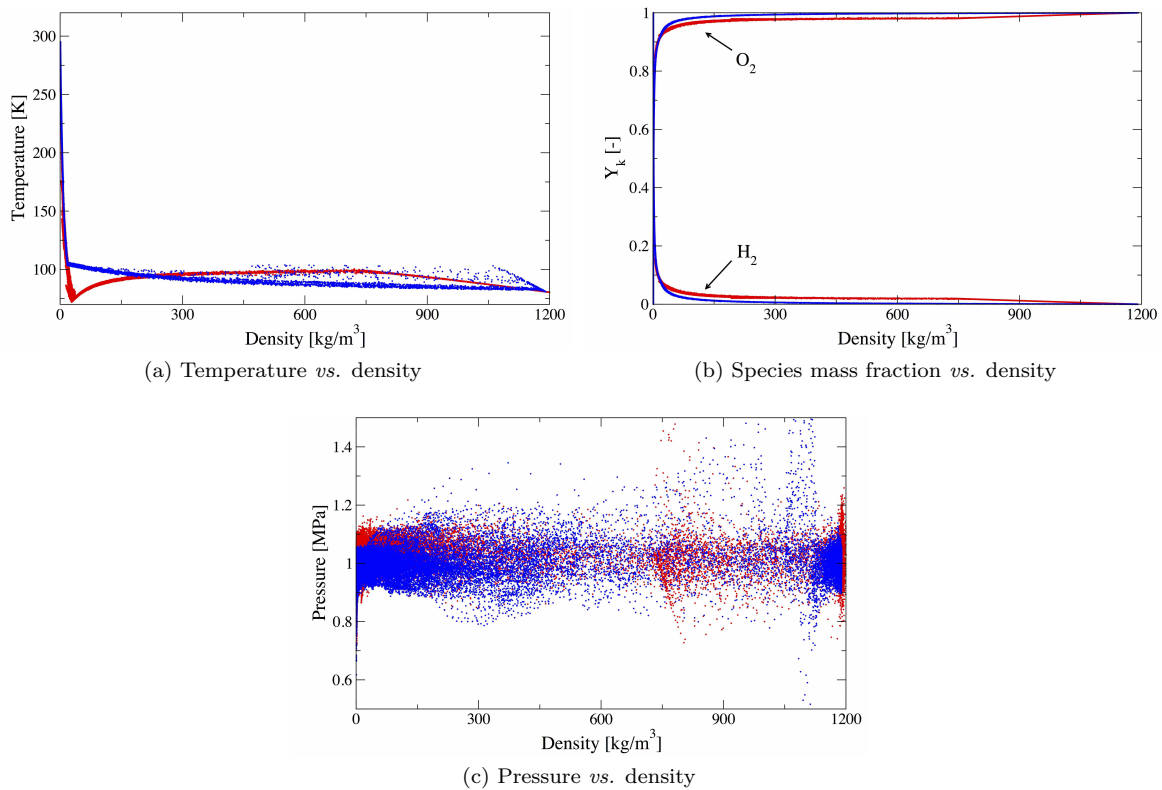 300
250
200
150
100
Temperature [K]
0
300
600
900
1200
Density [kg/m³]
(a) Temperature vs. density
1
0.8
0.6
0.4
0.2
0
Yₖ [-]
O₂
H₂
0
300
600
900
1200
Density [kg/m³]
(b) Species mass fraction vs. density
1.4
1.2
1
0.8
0.6
Pressure [MPa]
0
300
600
900
1200
Density [kg/m³]
(c) Pressure vs. density